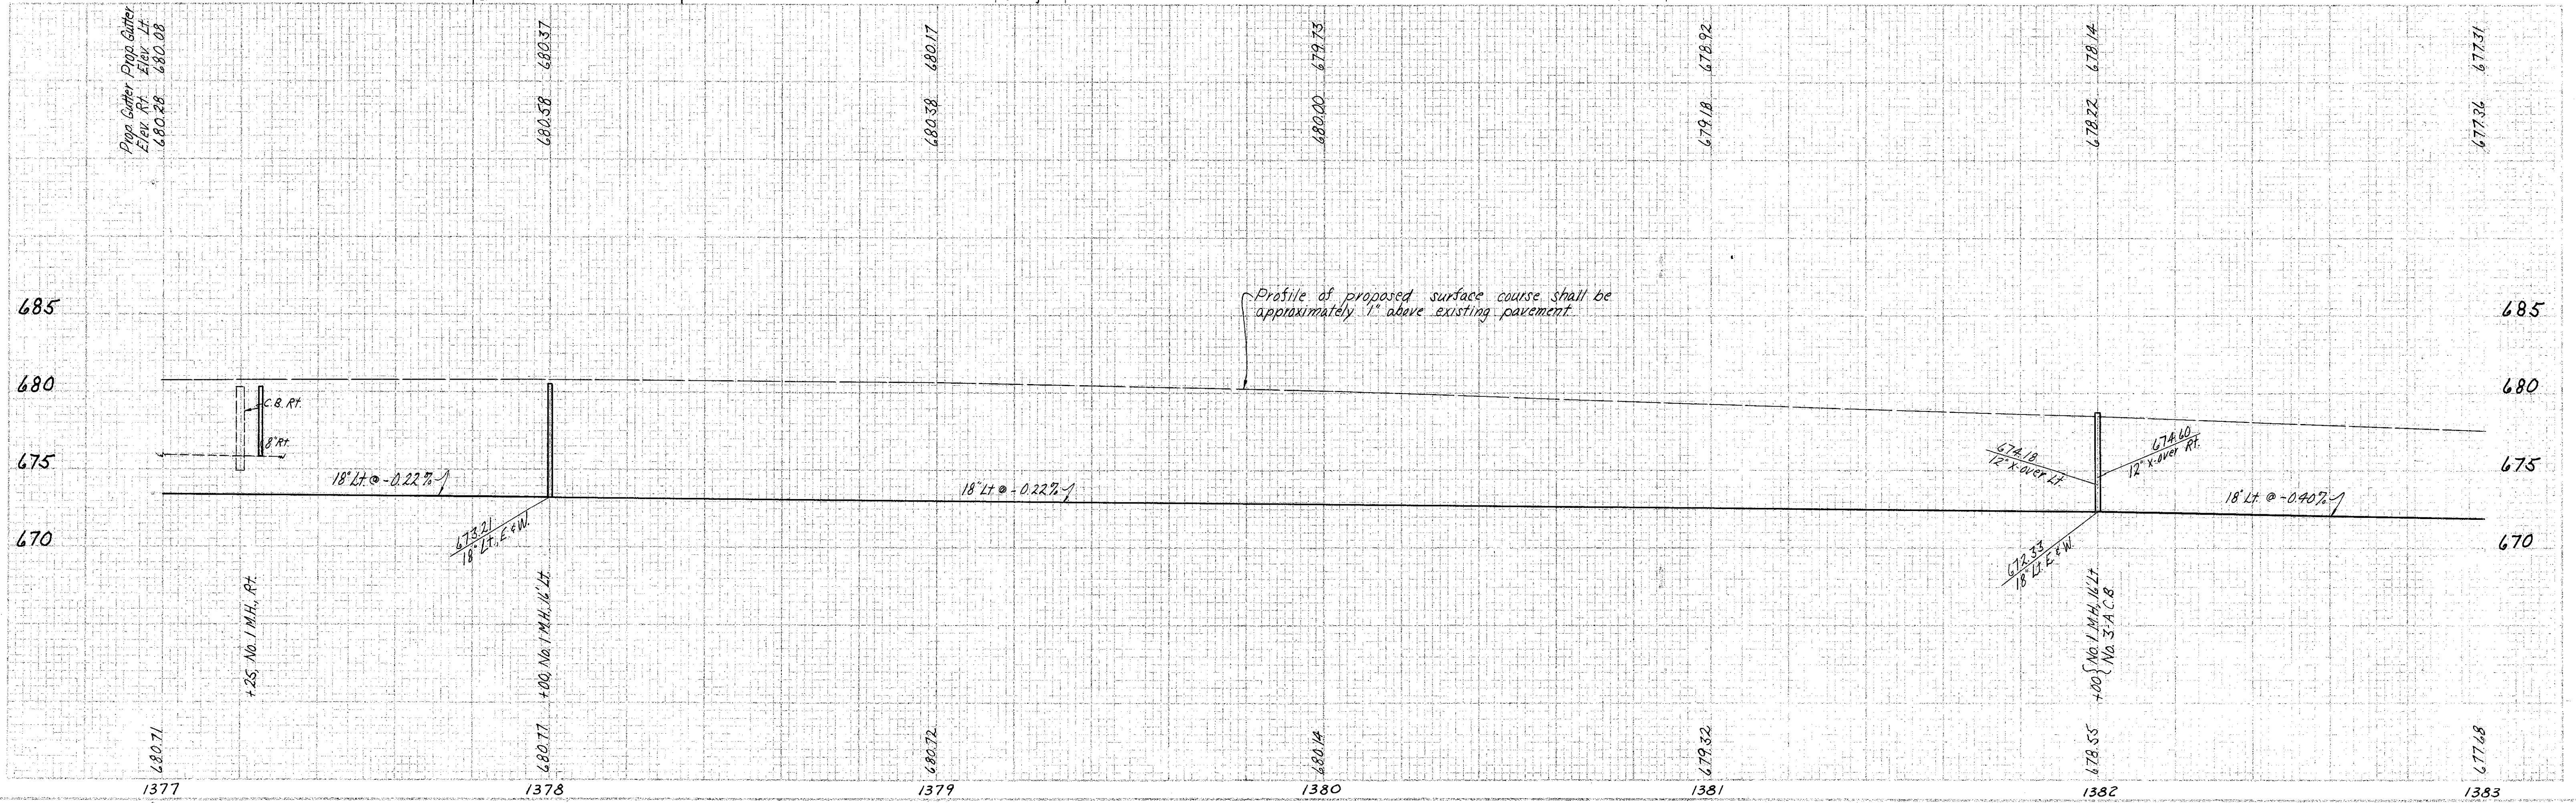 Prop. Gutter Prop. Gutter
Elev. Rt. Elev. Lt.
680.28 680.08
680.58 680.37
680.38 680.17
680.00 679.73
679.18 678.92
678.22 678.14
677.36 677.31
685
Profile of proposed surface course shall be
approximately 1" above existing pavement
685
680
680
C.B. Rt.
8" Rt.
675
675
18" Lt @ -0.22%
18" Lt @ -0.22%
674.18
12" X-over Lt.
674.60
12" X-over Rt.
18" Lt. @ -0.40%
670
670
673.21
18" Lt., E. & W.
672.33
18" Lt. E. & W.
+25, No. 1 M.H., Rt.
+00, No. 1 M.H., 16' Lt.
+00 { No. 1 M.H., 16' Lt.
No. 3-A C.B.
680.71
680.77
680.72
680.14
679.32
678.55
677.68
1377
1378
1379
1380
1381
1382
1383